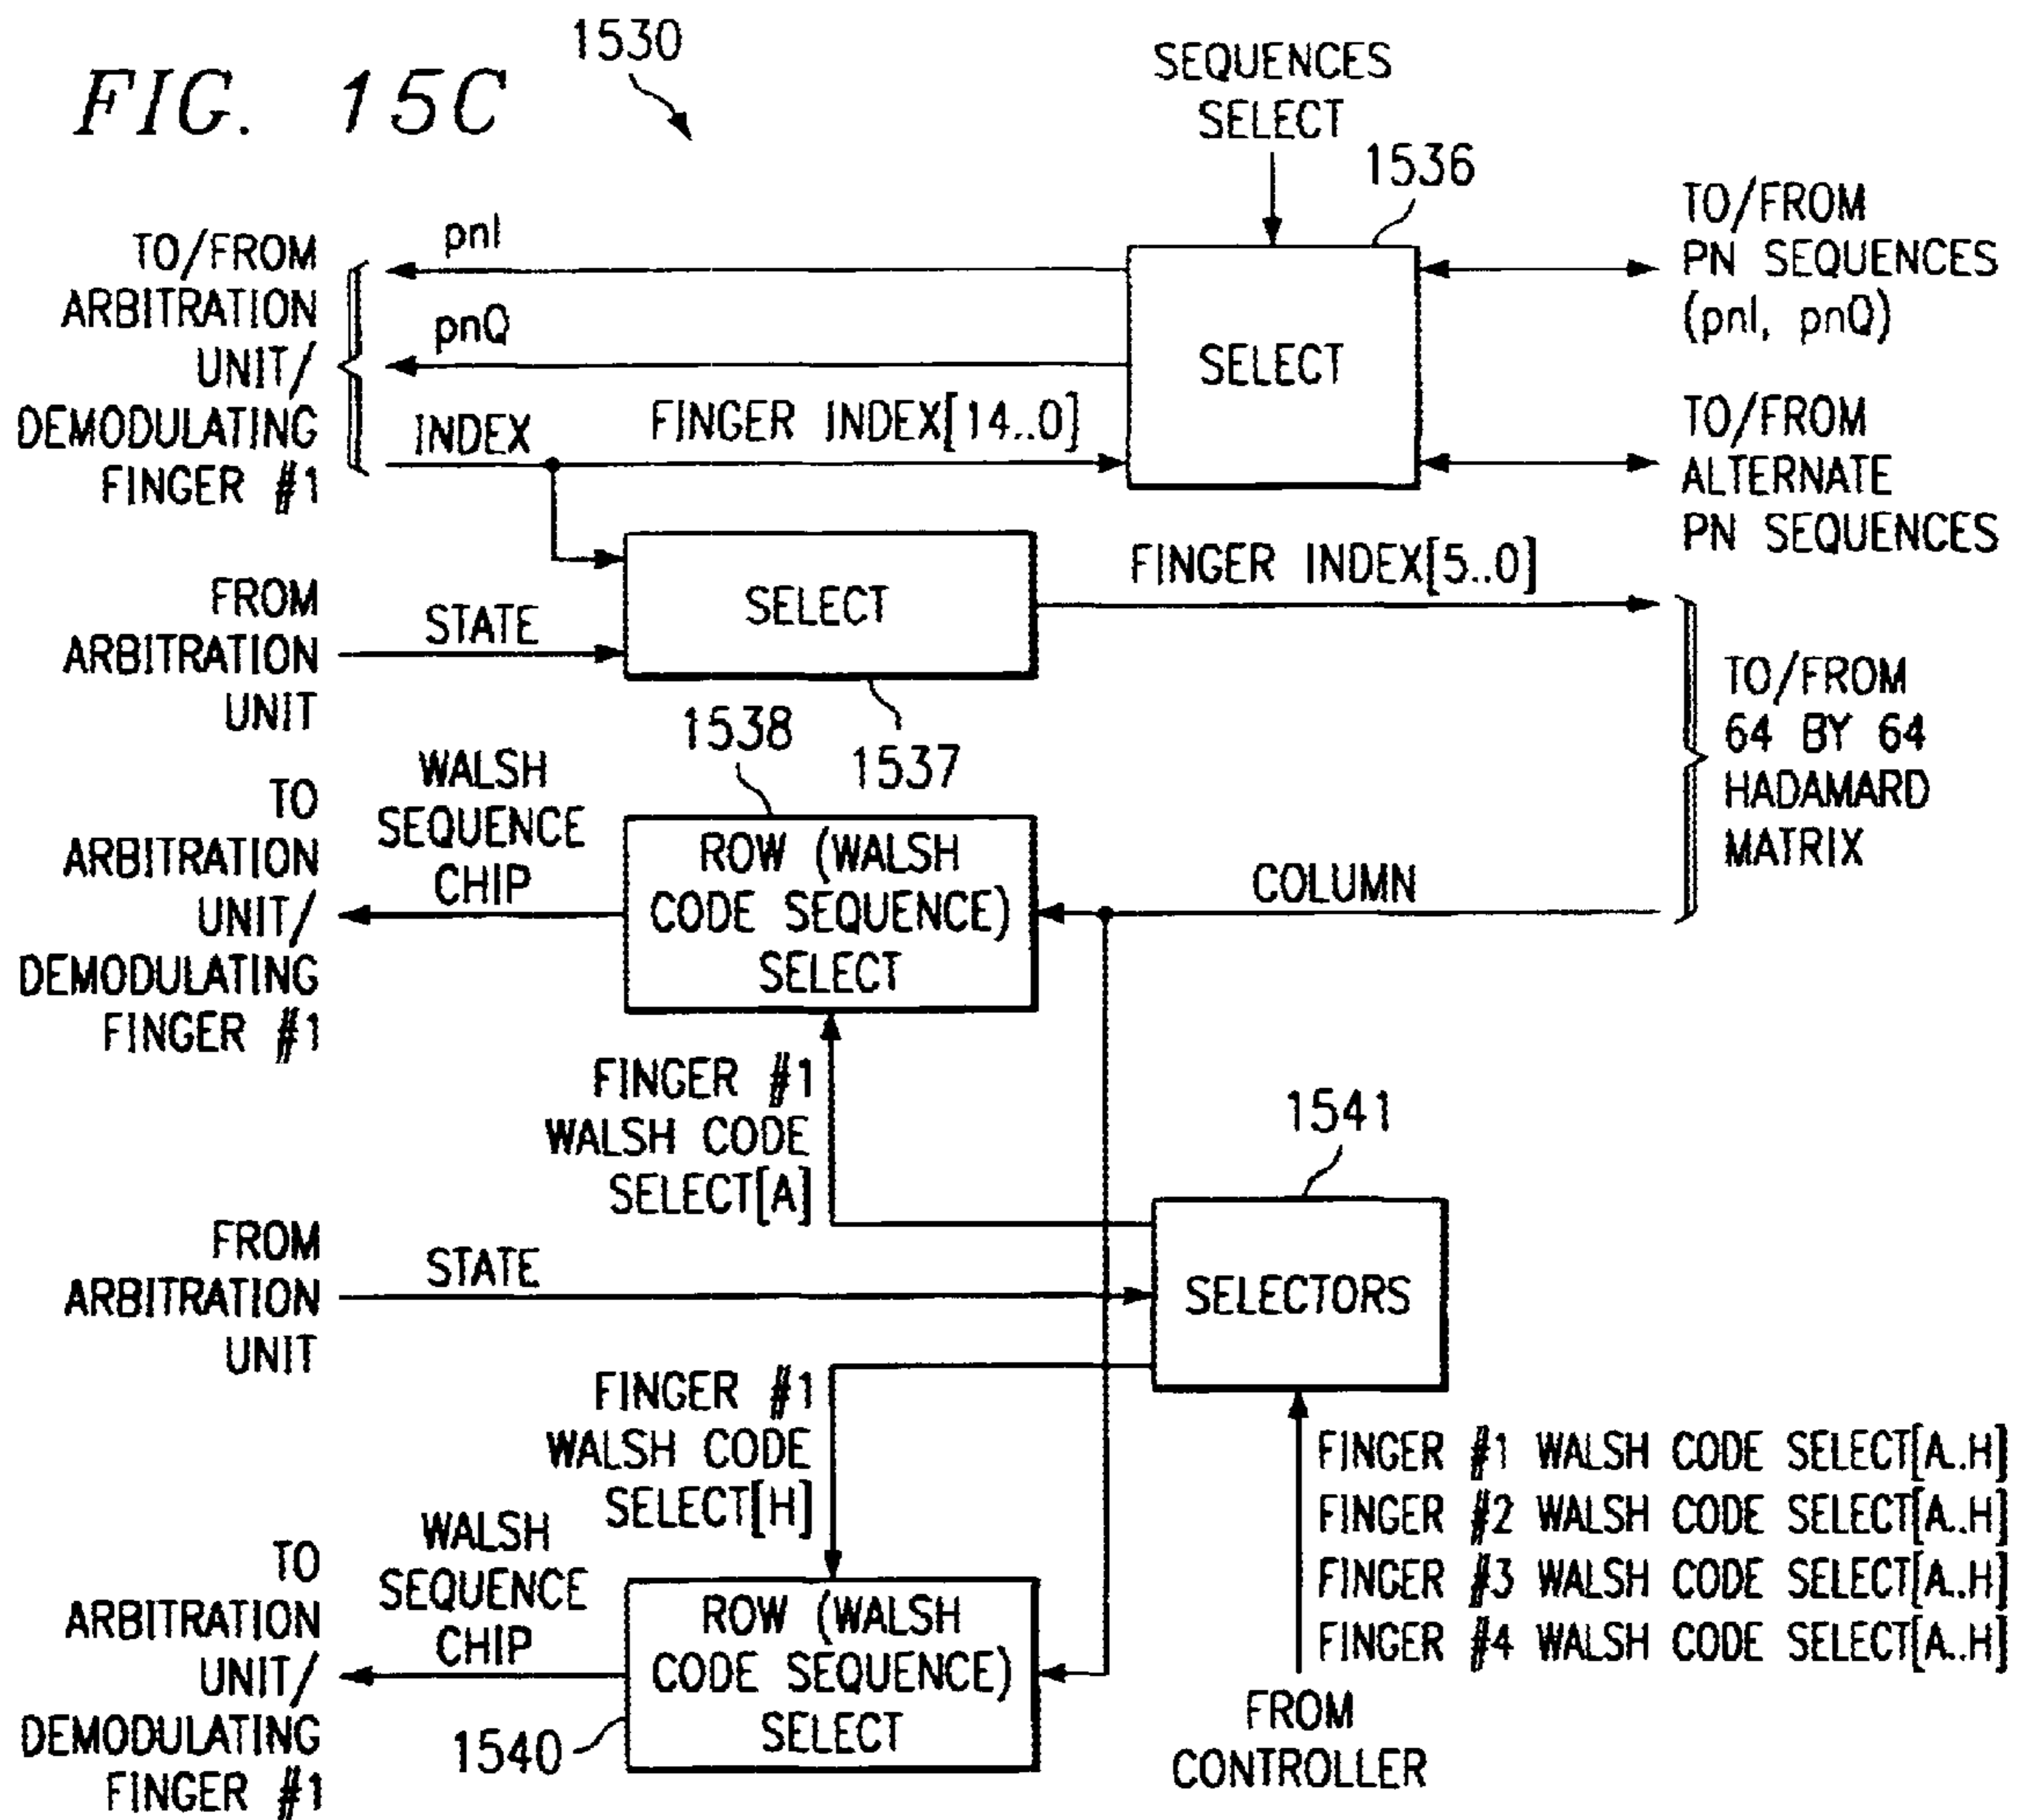 FIG. 15C
1530
SEQUENCES
SELECT
1536
TO/FROM
ARBITRATION
UNIT/
DEMODULATING
FINGER #1
pnI
pnQ
INDEX
FINGER INDEX[14..0]
SELECT
TO/FROM
PN SEQUENCES
(pnI, pnQ)
TO/FROM
ALTERNATE
PN SEQUENCES
FROM
ARBITRATION
UNIT
STATE
SELECT
1537
FINGER INDEX[5..0]
TO/FROM
64 BY 64
HADAMARD
MATRIX
1538
TO
ARBITRATION
UNIT/
DEMODULATING
FINGER #1
WALSH
SEQUENCE
CHIP
ROW (WALSH
CODE SEQUENCE)
SELECT
COLUMN
FINGER #1
WALSH CODE
SELECT[A]
1541
FROM
ARBITRATION
UNIT
STATE
SELECTORS
FINGER #1
WALSH CODE
SELECT[H]
FINGER #1 WALSH CODE SELECT[A..H]
FINGER #2 WALSH CODE SELECT[A..H]
FINGER #3 WALSH CODE SELECT[A..H]
FINGER #4 WALSH CODE SELECT[A..H]
FROM
CONTROLLER
TO
ARBITRATION
UNIT/
DEMODULATING
FINGER #1
WALSH
SEQUENCE
CHIP
ROW (WALSH
CODE SEQUENCE)
SELECT
1540